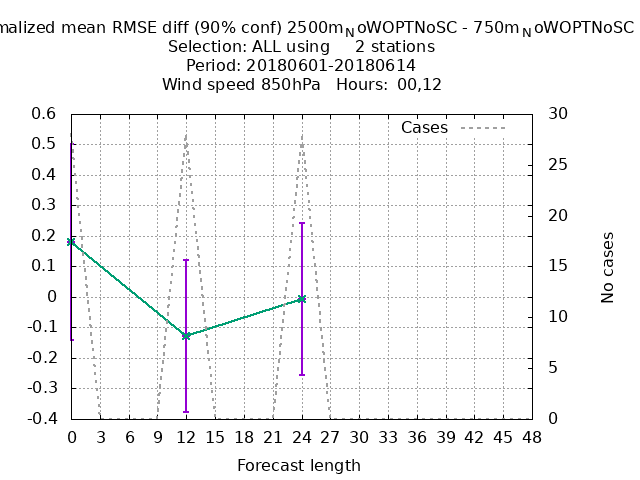 malized mean RMSE diff (90% conf) 2500mNoWOPTNoSC - 750mNoWOPTNoSC
Selection: ALL using 2 stations
Period: 20180601-20180614
Wind speed 850hPa Hours: 00,12
Cases
0.6
0.5
0.4
0.3
0.2
0.1
0
-0.1
-0.2
-0.3
-0.4
30
25
20
15
10
5
0
No cases
0 3 6 9 12 15 18 21 24 27 30 33 36 39 42 45 48
Forecast length